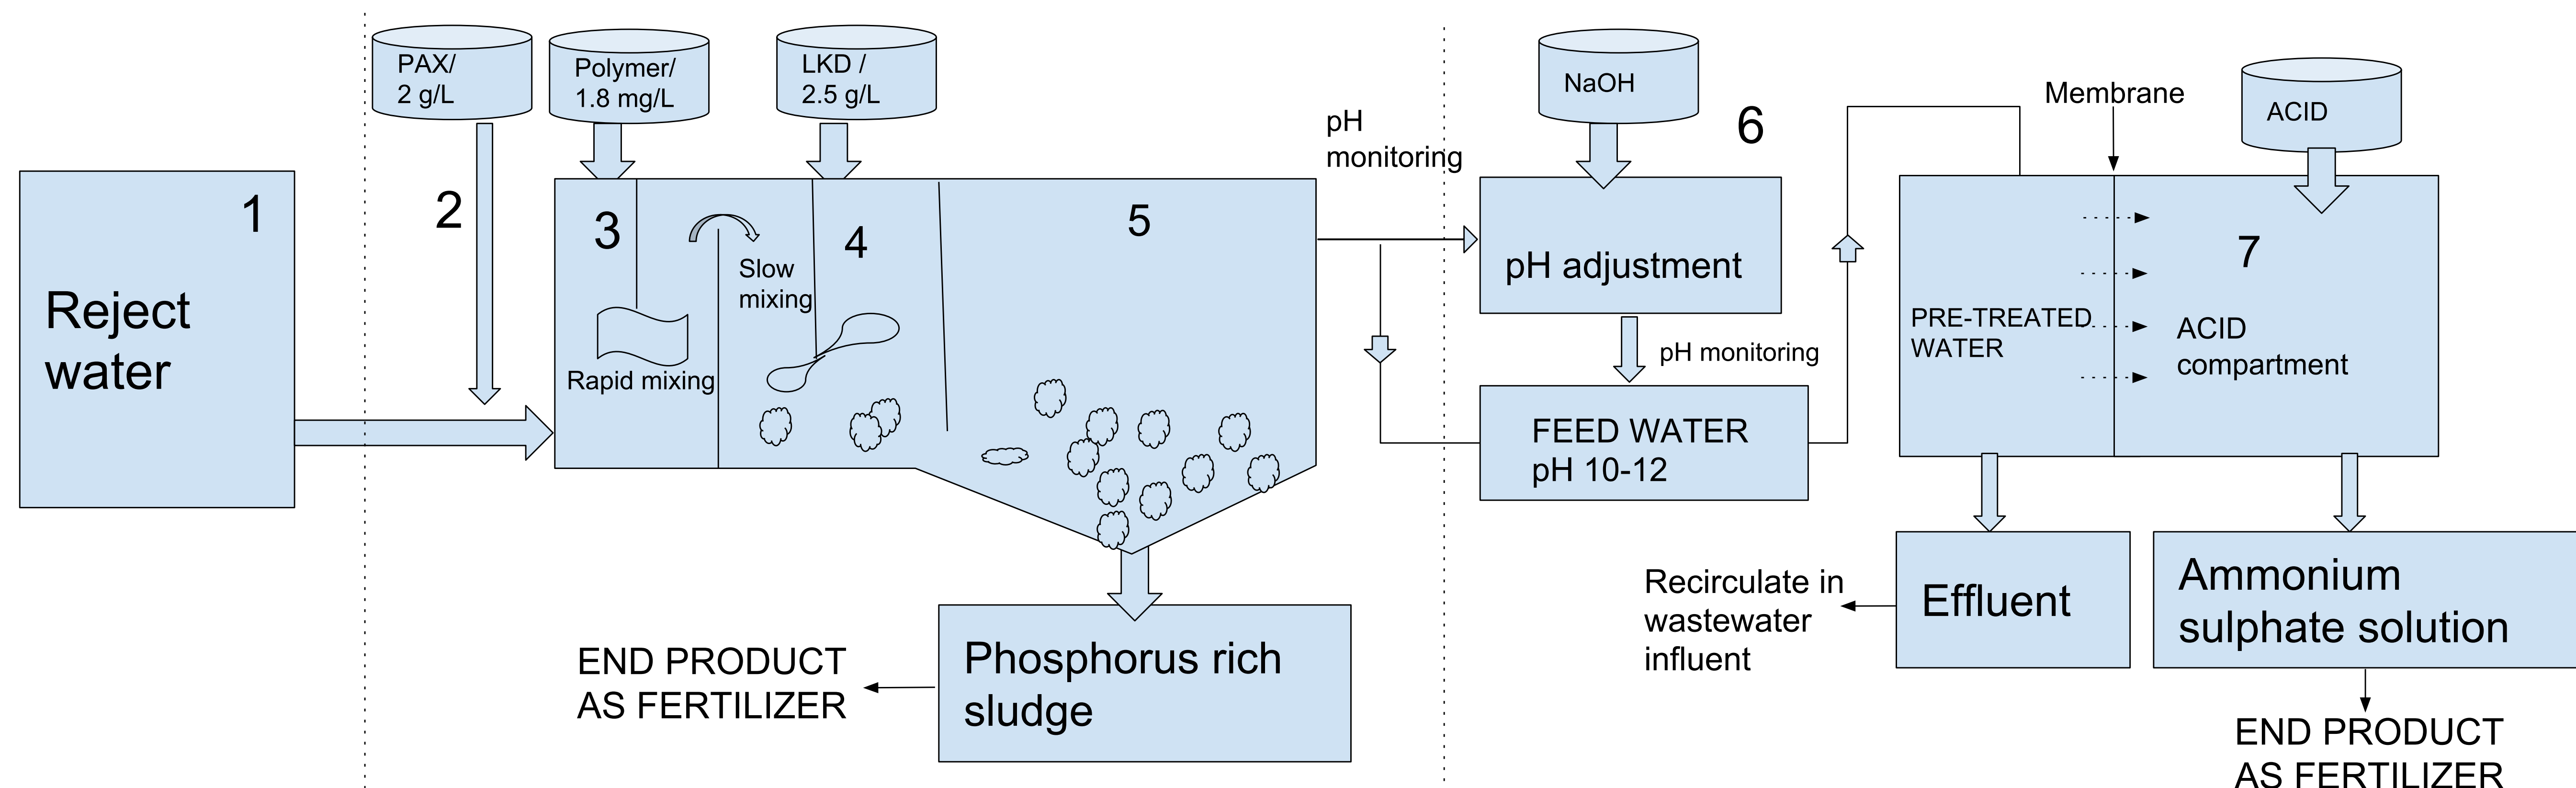 1
Reject
water
PAX/
2 g/L
2
Polymer/
1.8 mg/L
LKD /
2.5 g/L
3
Rapid mixing
Slow
mixing
4
5
Phosphorus rich
sludge
END PRODUCT
AS FERTILIZER
pH
monitoring
NaOH
6
pH adjustment
pH monitoring
FEED WATER
pH 10-12
Membrane
ACID
PRE-TREATED
WATER
7
ACID
compartment
Effluent
Recirculate in
wastewater
influent
Ammonium
sulphate solution
END PRODUCT
AS FERTILIZER